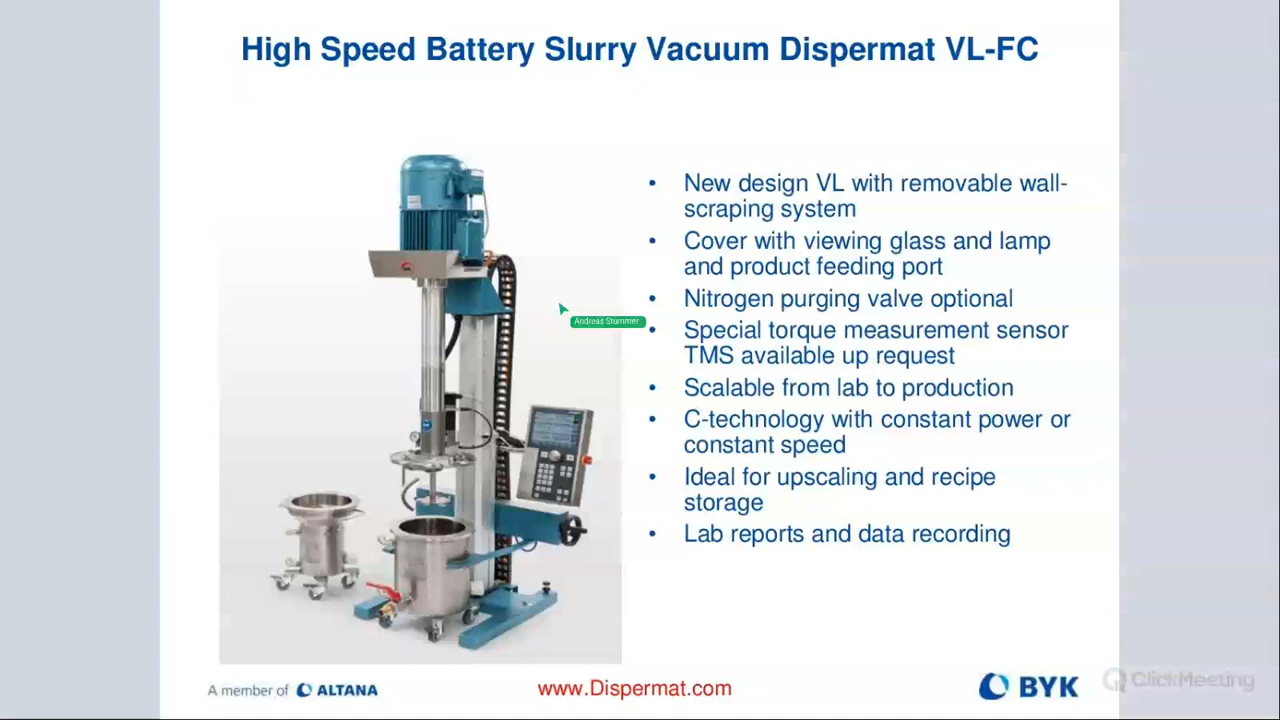 High Speed Battery Slurry Vacuum Dispermat VL-FC
• New design VL with removable wall-
scraping system
• Cover with viewing glass and lamp
and product feeding port
• Nitrogen purging valve optional
Andreas Stummer
• Special torque measurement sensor
TMS available up request
• Scalable from lab to production
• C-technology with constant power or
constant speed
• Ideal for upscaling and recipe
storage
• Lab reports and data recording
A member of ALTANA
www.Dispermat.com
BYK
ClickMeeting